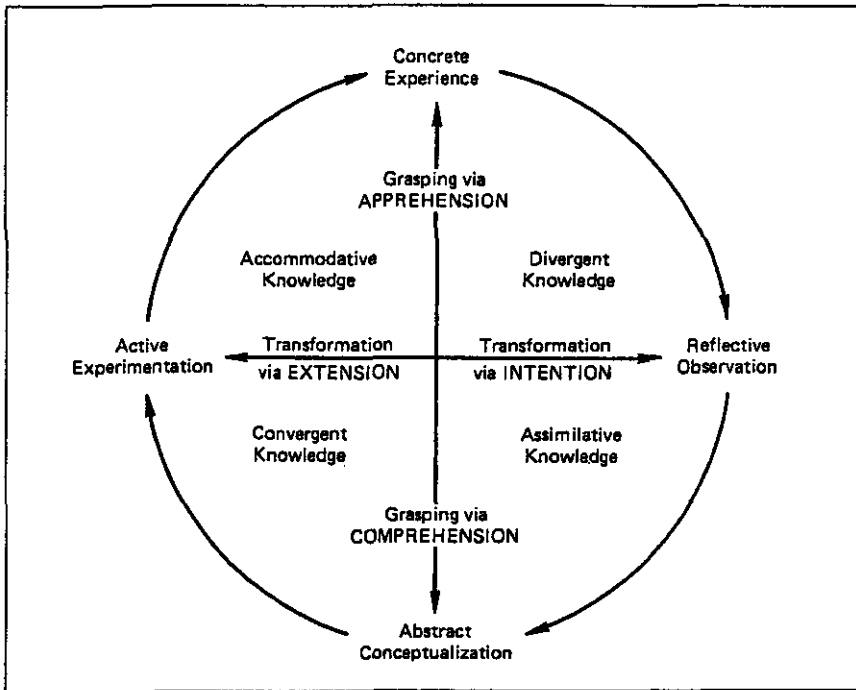 Concrete
Experience
Grasping via
APPREHENSION
Accommodative
Knowledge
Divergent
Knowledge
Active
Experimentation
Transformation
via EXTENSION
Transformation
via INTENTION
Reflective
Observation
Convergent
Knowledge
Assimilative
Knowledge
Grasping via
COMPREHENSION
Abstract
Conceptualization